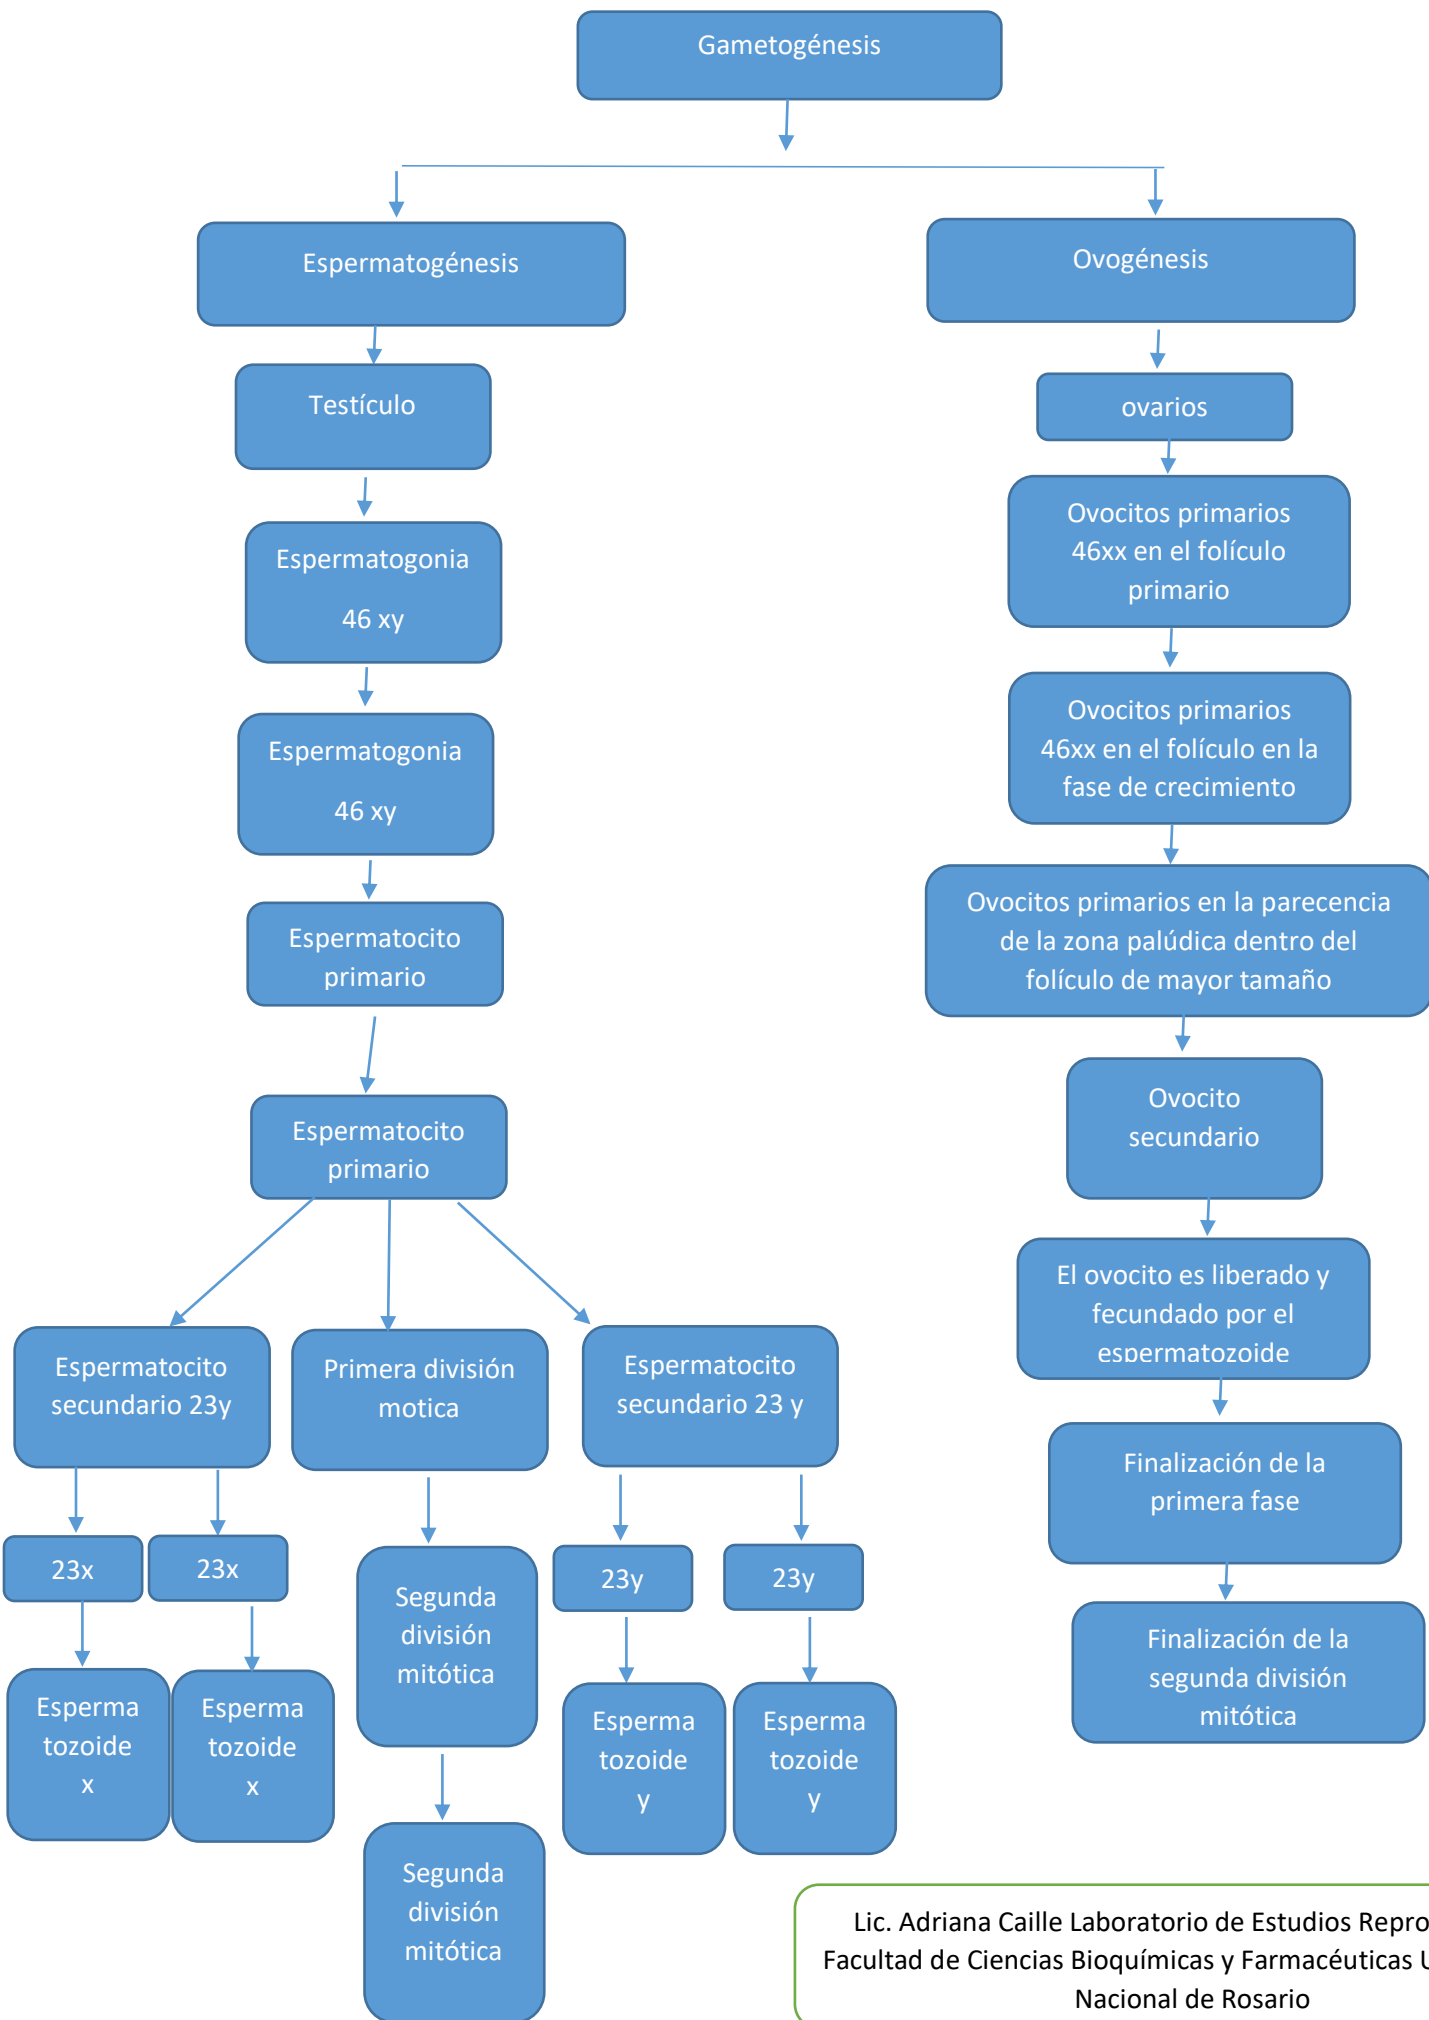 Gametogénesis
Espermatogénesis
Testículo
Espermatogonia
46 xy
Espermatogonia
46 xy
Espermatocito
primario
Espermatocito
primario
Espermatocito
secundario 23y
Primera división
motica
Espermatocito
secundario 23 y
23x
23x
Segunda
división
mitótica
23y
23y
Esperma
tozoide
x
Esperma
tozoide
x
Esperma
tozoide
y
Esperma
tozoide
y
Segunda
división
mitótica
Ovogénesis
ovarios
Ovocitos primarios
46xx en el folículo
primario
Ovocitos primarios
46xx en el folículo en la
fase de crecimiento
Ovocitos primarios en la parecencia
de la zona palúdica dentro del
folículo de mayor tamaño
Ovocito
secundario
El ovocito es liberado y
fecundado por el
espermatozoide
Finalización de la
primera fase
Finalización de la
segunda división
mitótica
Lic. Adriana Caille Laboratorio de Estudios Repro
Facultad de Ciencias Bioquímicas y Farmacéuticas U
Nacional de Rosario